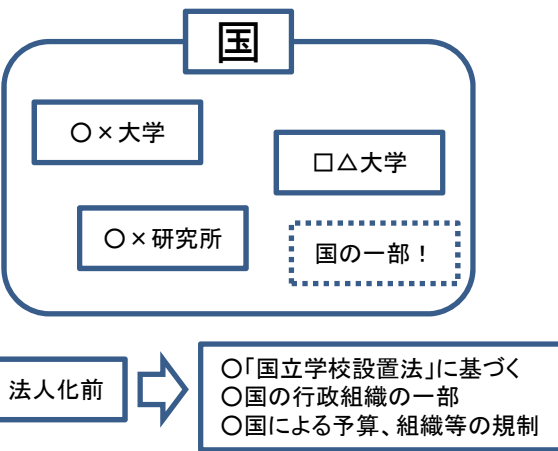 国
〇×大学
□△大学
〇×研究所
国の一部！
法人化前
〇「国立学校設置法」に基づく
〇国の行政組織の一部
〇国による予算、組織等の規制